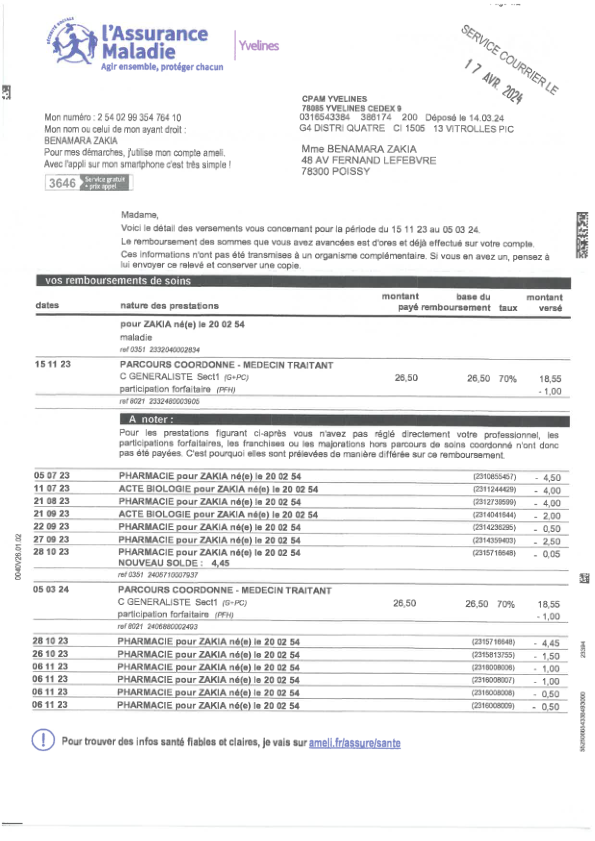 SÉCURITÉ SOCIALE
l'Assurance
Maladie
Agir ensemble, protéger chacun
Yvelines
SERVICE COURRIER LE
17 AVR. 2024
CPAM YVELINES
78085 YVELINES CEDEX 9
0316543384 386174 200 Déposé le 14.03.24
G4 DISTRI QUATRE CI 1505 13 VITROLLES PIC
Mme BENAMARA ZAKIA
48 AV FERNAND LEFEBVRE
78300 POISSY
Mon numéro : 2 54 02 99 354 764 10
Mon nom ou celui de mon ayant droit :
BENAMARA ZAKIA
Pour mes démarches, j'utilise mon compte ameli.
Avec l'appli sur mon smartphone c'est très simple !
3646 Service gratuit
+ prix appel
Madame,
Voici le détail des versements vous concernant pour la période du 15 11 23 au 05 03 24.
Le remboursement des sommes que vous avez avancées est d'ores et déjà effectué sur votre compte.
Ces informations n'ont pas été transmises à un organisme complémentaire. Si vous en avez un, pensez à
lui envoyer ce relevé et conserver une copie.
vos remboursements de soins
dates nature des prestations montant payé base du remboursement taux montant versé
pour ZAKIA né(e) le 20 02 54
maladie
ref 0351 2332040002834
15 11 23 PARCOURS COORDONNE - MEDECIN TRAITANT
C GENERALISTE Sect1 (G+PC) 26,50 26,50 70% 18,55
participation forfaitaire (PFH) - 1,00
ref 8021 2332480003905
A noter :
Pour les prestations figurant ci-après vous n'avez pas réglé directement votre professionnel, les
participations forfaitaires, les franchises ou les majorations hors parcours de soins coordonné n'ont donc
pas été payées. C'est pourquoi elles sont prélevées de manière différée sur ce remboursement.
05 07 23 PHARMACIE pour ZAKIA né(e) le 20 02 54 (2310855457) - 4,50
11 07 23 ACTE BIOLOGIE pour ZAKIA né(e) le 20 02 54 (2311244429) - 4,00
21 08 23 PHARMACIE pour ZAKIA né(e) le 20 02 54 (2312738599) - 4,00
21 09 23 ACTE BIOLOGIE pour ZAKIA né(e) le 20 02 54 (2314041544) - 2,00
22 09 23 PHARMACIE pour ZAKIA né(e) le 20 02 54 (2314236295) - 0,50
27 09 23 PHARMACIE pour ZAKIA né(e) le 20 02 54 (2314359403) - 2,50
28 10 23 PHARMACIE pour ZAKIA né(e) le 20 02 54 (2315716648) - 0,05
NOUVEAU SOLDE : 4,45
ref 0351 2406710007937
05 03 24 PARCOURS COORDONNE - MEDECIN TRAITANT
C GENERALISTE Sect1 (G+PC) 26,50 26,50 70% 18,55
participation forfaitaire (PFH) - 1,00
ref 8021 2406880002493
28 10 23 PHARMACIE pour ZAKIA né(e) le 20 02 54 (2315716648) - 4,45
26 10 23 PHARMACIE pour ZAKIA né(e) le 20 02 54 (2315813755) - 1,50
06 11 23 PHARMACIE pour ZAKIA né(e) le 20 02 54 (2316008006) - 1,00
06 11 23 PHARMACIE pour ZAKIA né(e) le 20 02 54 (2316008007) - 1,00
06 11 23 PHARMACIE pour ZAKIA né(e) le 20 02 54 (2316008008) - 0,50
06 11 23 PHARMACIE pour ZAKIA né(e) le 20 02 54 (2316008009) - 0,50
Pour trouver des infos santé fiables et claires, je vais sur ameli.fr/assure/sante
0040V26.01.02